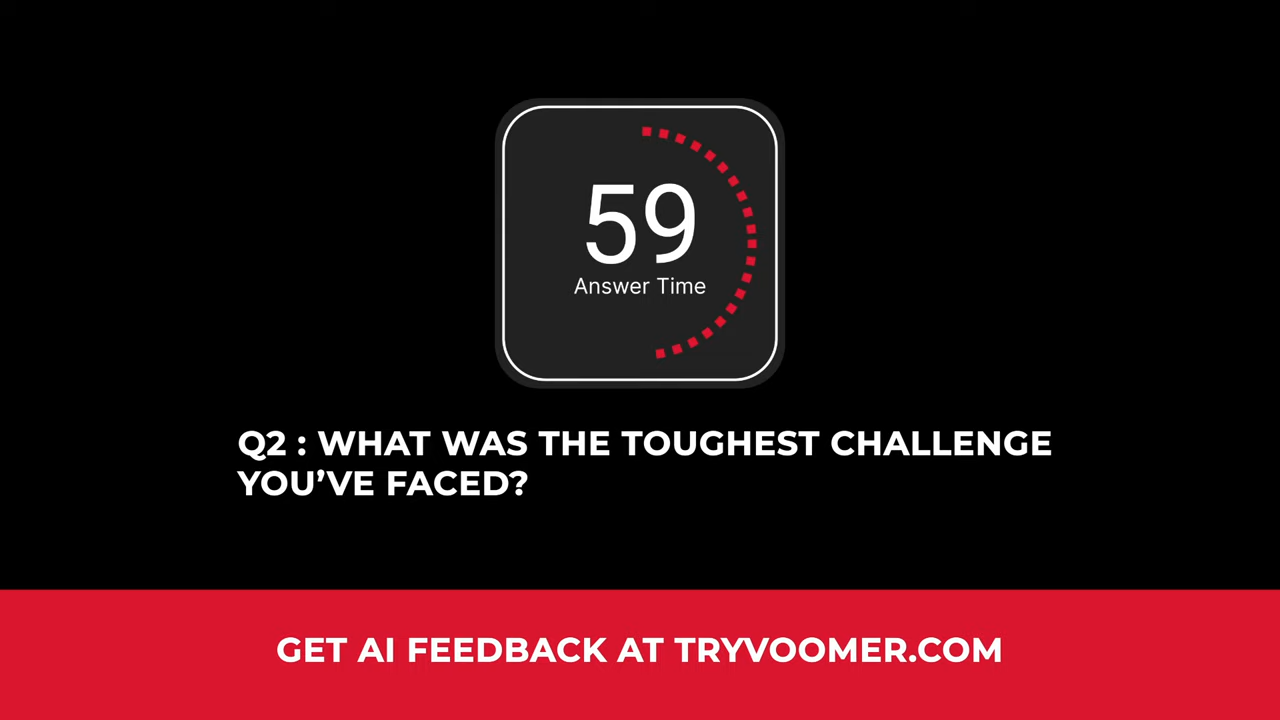 59
Answer Time
Q2 : WHAT WAS THE TOUGHEST CHALLENGE
YOU’VE FACED?
GET AI FEEDBACK AT TRYVOOMER.COM